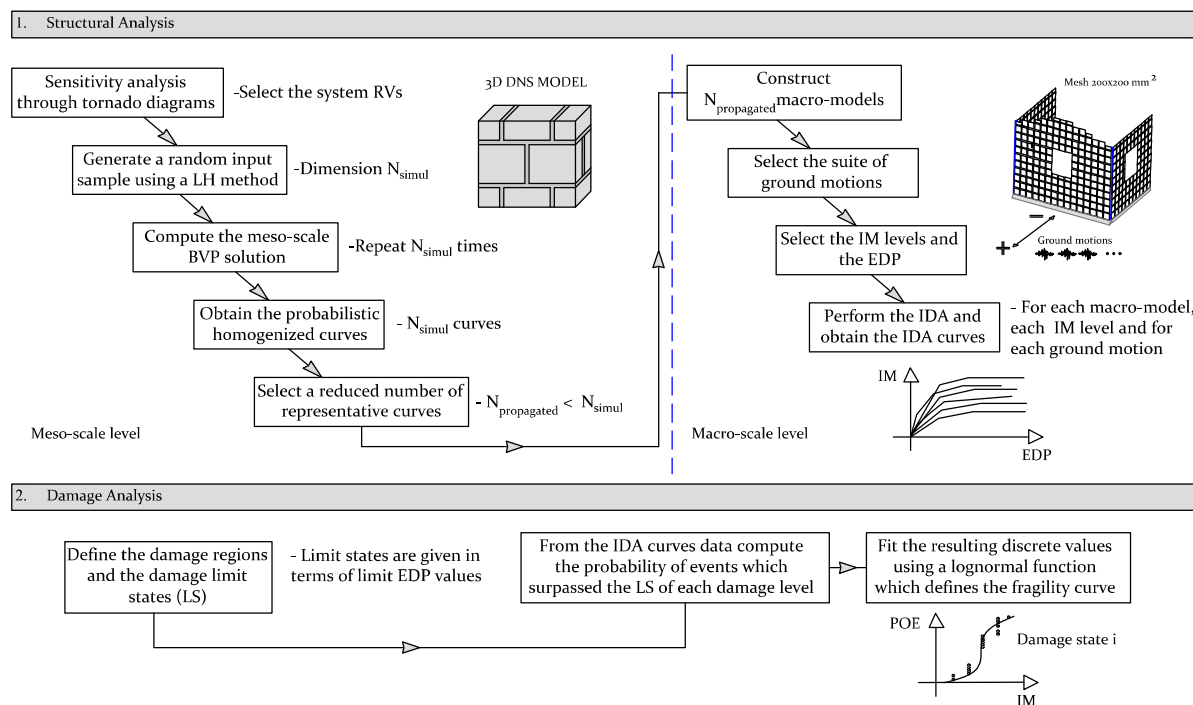 1. Structural Analysis
Sensitivity analysis
through tornado diagrams
-Select the system RVs
3D DNS MODEL
Generate a random input
sample using a LH method
-Dimension N_simul
Compute the meso-scale
BVP solution
-Repeat N_simul times
Obtain the probabilistic
homogenized curves
- N_simul curves
Select a reduced number of
representative curves
- N_propagated < N_simul
Meso-scale level
Construct
N_propagated macro-models
Mesh 200x200 mm²
Select the suite of
ground motions
Select the IM levels and
the EDP
−
+
Ground motions
...
Perform the IDA and
obtain the IDA curves
- For each macro-model,
each IM level and for
each ground motion
IM
EDP
Macro-scale level
2. Damage Analysis
Define the damage regions
and the damage limit
states (LS)
- Limit states are given in
terms of limit EDP values
From the IDA curves data compute
the probability of events which
surpassed the LS of each damage level
Fit the resulting discrete values
using a lognormal function
which defines the fragility curve
POE
Damage state i
IM